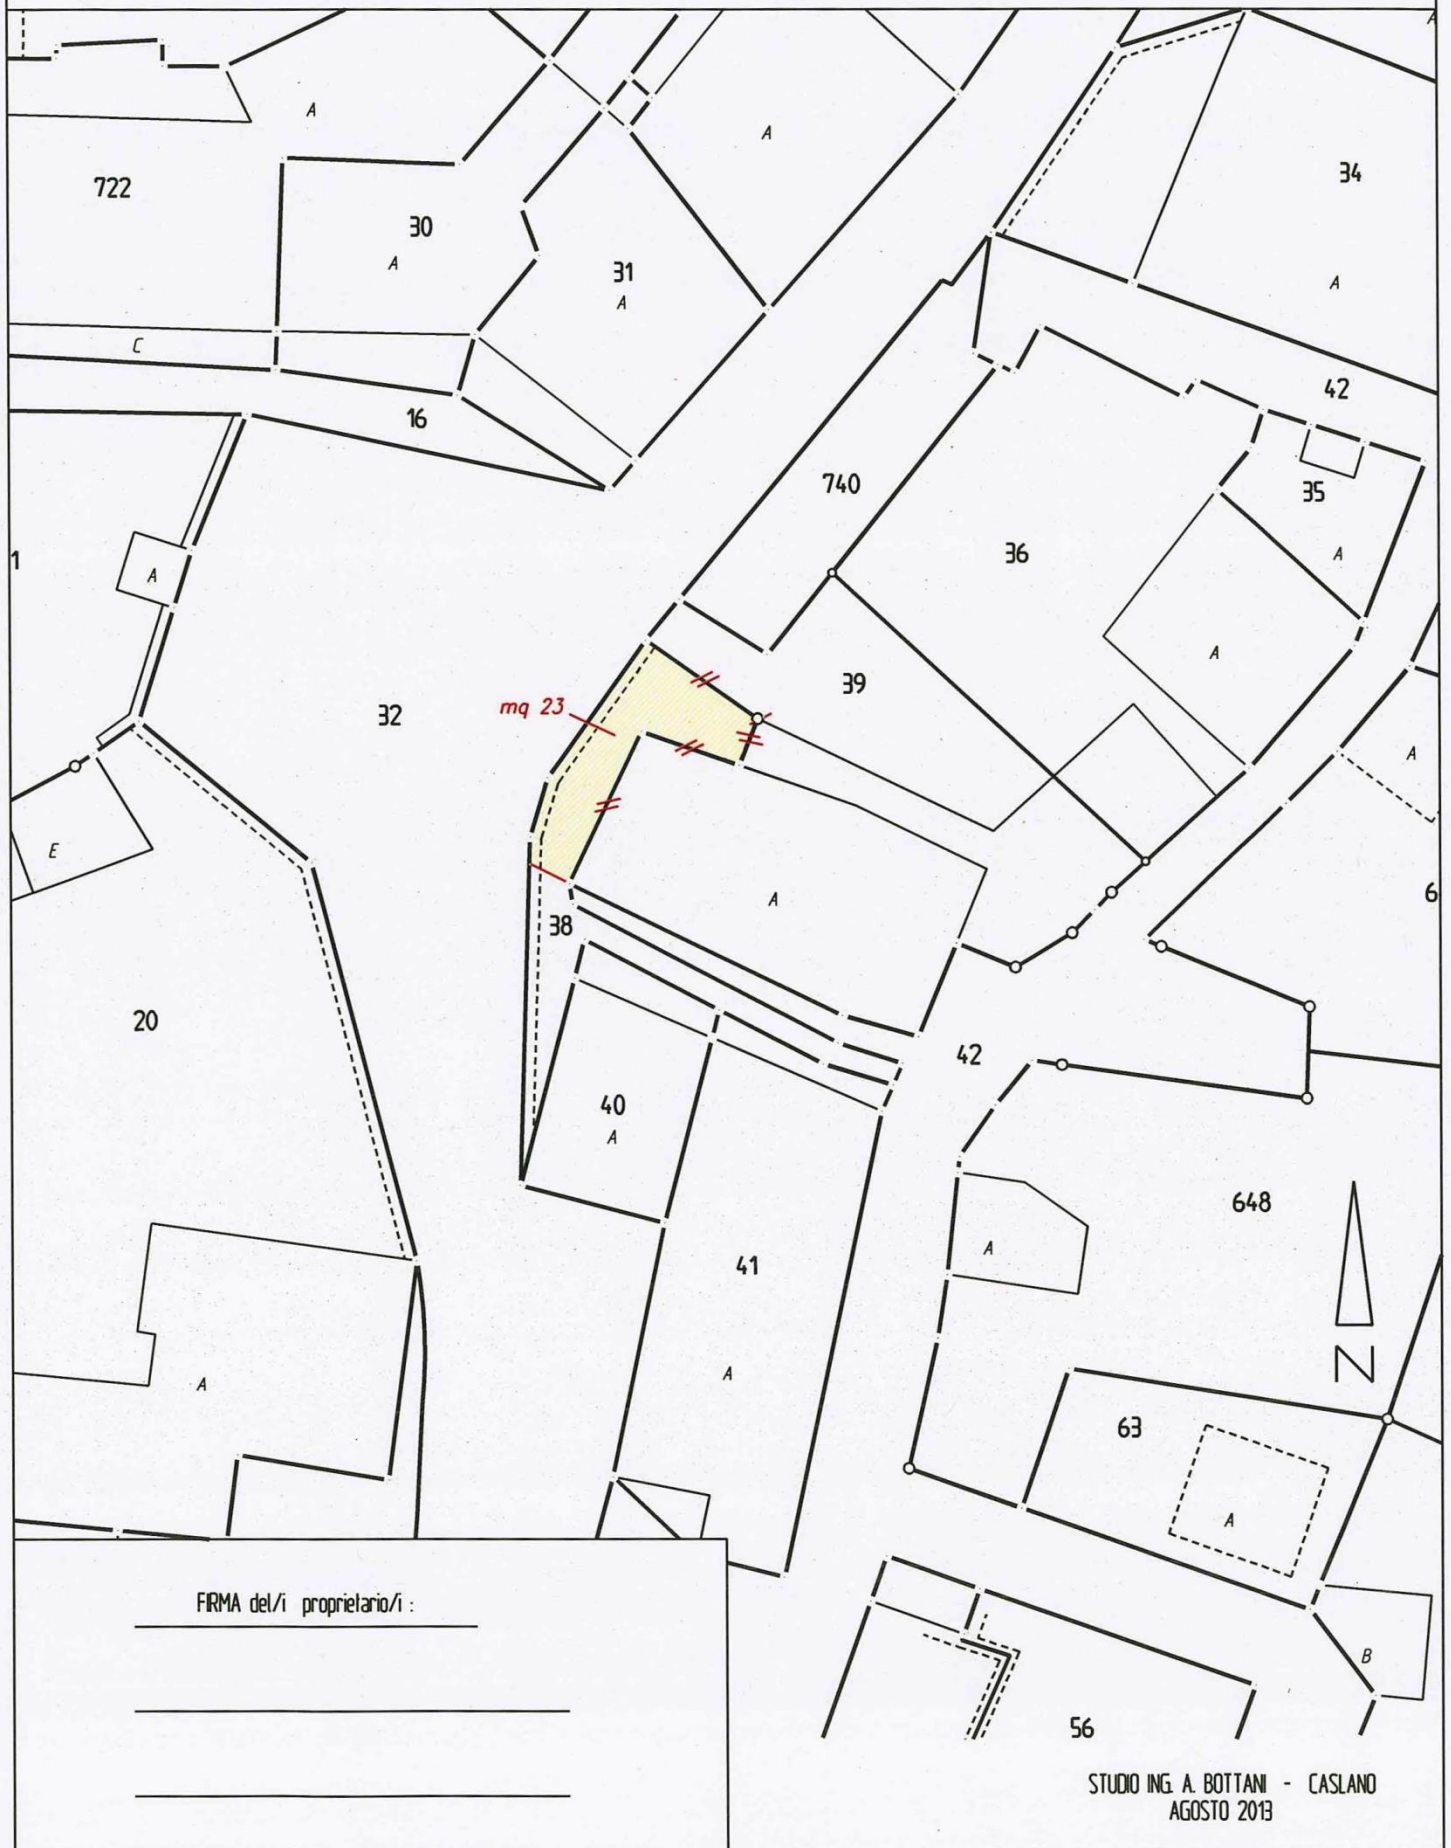 A
A
A
34
722
30
A
31
A
A
C
42
16
740
35
36
A
1
A
A
39
mq 23
32
A
E
A
6
38
20
42
40
A
648
A
41
A
A
63
N
A
FIRMA del/i proprietario/i :
B
56
STUDIO ING. A. BOTTANI - CASLANO
AGOSTO 2013